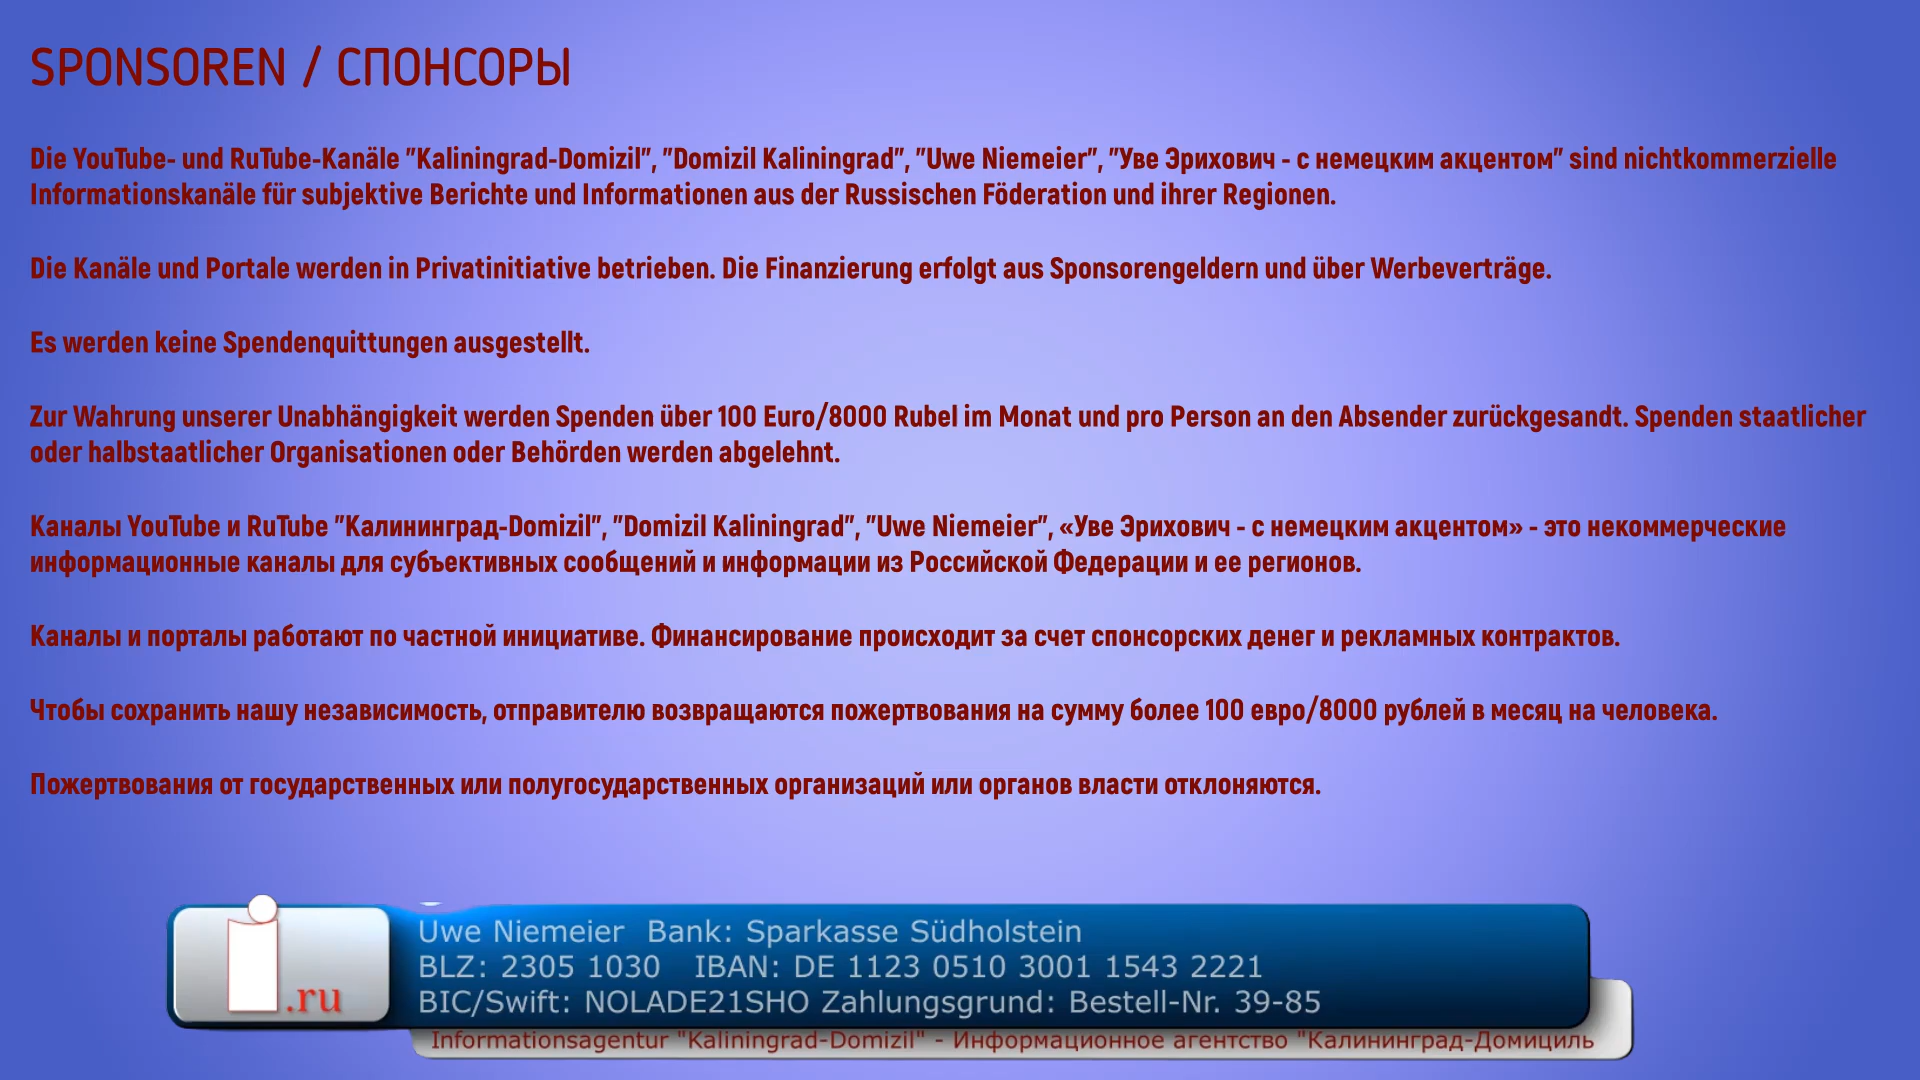 SPONSOREN / СПОНСОРЫ
Die YouTube- und RuTube-Kanäle "Kaliningrad-Domizil", "Domizil Kaliningrad", "Uwe Niemeier", "Уве Эрихович - с немецким акцентом" sind nichtkommerzielle
Informationskanäle für subjektive Berichte und Informationen aus der Russischen Föderation und ihrer Regionen.
Die Kanäle und Portale werden in Privatinitiative betrieben. Die Finanzierung erfolgt aus Sponsorengeldern und über Werbeverträge.
Es werden keine Spendenquittungen ausgestellt.
Zur Wahrung unserer Unabhängigkeit werden Spenden über 100 Euro/8000 Rubel im Monat und pro Person an den Absender zurückgesandt. Spenden staatlicher
oder halbstaatlicher Organisationen oder Behörden werden abgelehnt.
Каналы YouTube и RuTube "Калининград-Domizil", "Domizil Kaliningrad", "Uwe Niemeier", «Уве Эрихович - с немецким акцентом» - это некоммерческие
информационные каналы для субъективных сообщений и информации из Российской Федерации и ее регионов.
Каналы и порталы работают по частной инициативе. Финансирование происходит за счет спонсорских денег и рекламных контрактов.
Чтобы сохранить нашу независимость, отправителю возвращаются пожертвования на сумму более 100 евро/8000 рублей в месяц на человека.
Пожертвования от государственных или полугосударственных организаций или органов власти отклоняются.
i.ru
Uwe Niemeier Bank: Sparkasse Südholstein
BLZ: 2305 1030 IBAN: DE 1123 0510 3001 1543 2221
BIC/Swift: NOLADE21SHO Zahlungsgrund: Bestell-Nr. 39-85
Informationsagentur "Kaliningrad-Domizil" - Информационное агентство "Калининград-Домициль